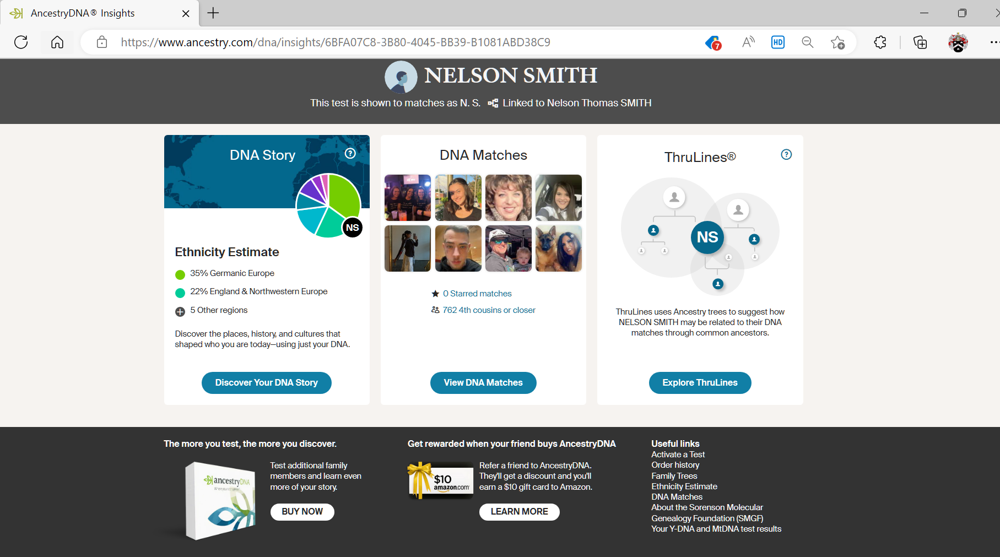 AncestryDNA® Insights
https://www.ancestry.com/dna/insights/6BFA07C8-3B80-4045-BB39-B1081ABD38C9
7
A
HD
NELSON SMITH
This test is shown to matches as N. S. Linked to Nelson Thomas SMITH
DNA Story
?
NS
Ethnicity Estimate
35% Germanic Europe
22% England & Northwestern Europe
5 Other regions
Discover the places, history, and cultures that
shaped who you are today—using just your DNA.
Discover Your DNA Story
DNA Matches
0 Starred matches
762 4th cousins or closer
View DNA Matches
ThruLines®
?
NS
ThruLines uses Ancestry trees to suggest how
NELSON SMITH may be related to their DNA
matches through common ancestors.
Explore ThruLines
The more you test, the more you discover.
ancestryDNA
Test additional family
members and learn even
more of your story.
BUY NOW
Get rewarded when your friend buys AncestryDNA
$10
amazon.com
Refer a friend to AncestryDNA.
They'll get a discount and you'll
earn a $10 gift card to Amazon.
LEARN MORE
Useful links
Activate a Test
Order history
Family Trees
Ethnicity Estimate
DNA Matches
About the Sorenson Molecular
Genealogy Foundation (SMGF)
Your Y-DNA and MtDNA test results